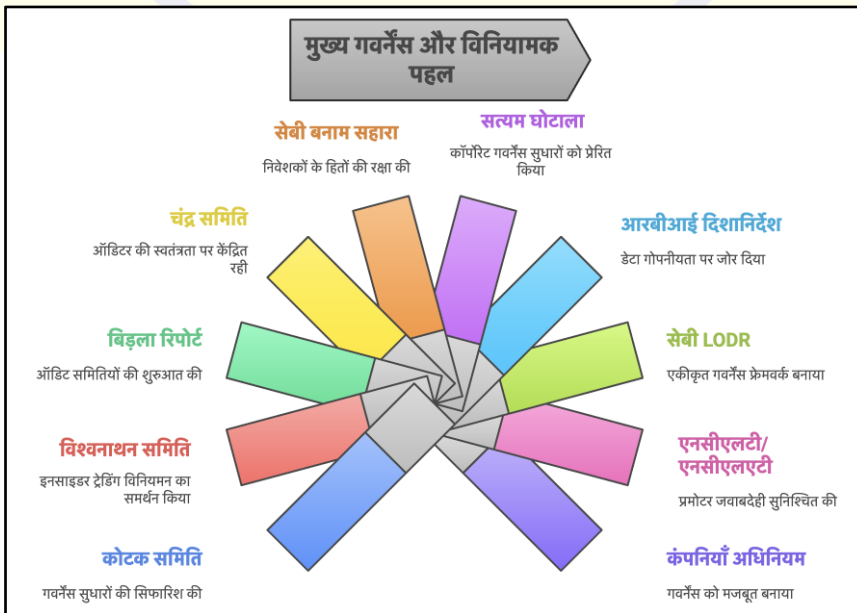 मुख्य गवर्नेंस और विनियामक
पहल
सेबी बनाम सहारा
निवेशकों के हितों की रक्षा की
सत्यम घोटाला
कॉर्पोरेट गवर्नेंस सुधारों को प्रेरित
किया
चंद्र समिति
ऑडिटर की स्वतंत्रता पर केंद्रित
रही
आरबीआई दिशानिर्देश
डेटा गोपनीयता पर जोर दिया
बिड़ला रिपोर्ट
ऑडिट समितियों की शुरुआत की
सेबी LODR
एकीकृत गवर्नेंस फ्रेमवर्क बनाया
विश्वनाथन समिति
इनसाइडर ट्रेडिंग विनियमन का
समर्थन किया
एनसीएलटी/
एनसीएलएटी
प्रमोटर जवाबदेही सुनिश्चित की
कोटक समिति
गवर्नेंस सुधारों की सिफारिश की
कंपनियाँ अधिनियम
गवर्नेंस को मजबूत बनाया